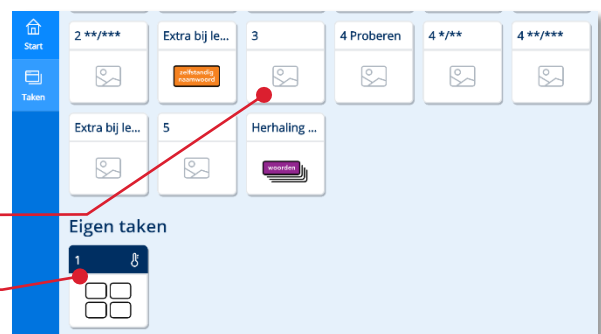 Start
Taken
2 **/***
Extra bij le...
3
4 Proberen
4 */**
4 **/***
zelfstandig
naamwoord
Extra bij le...
5
Herhaling ...
woorden
Eigen taken
1